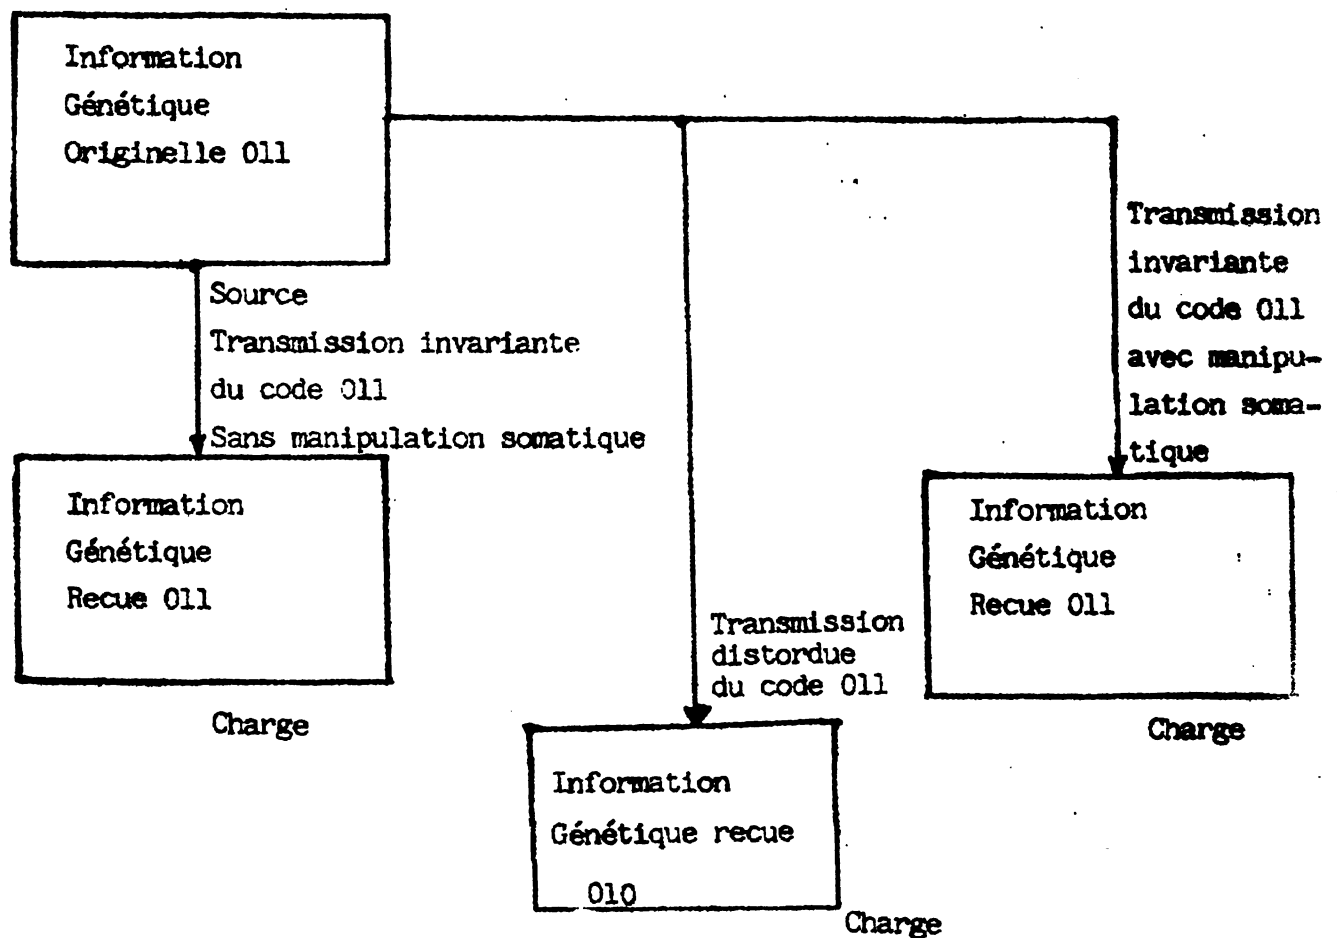 Information
Génétique
Originelle 011
Source
Transmission invariante
du code 011
Sans manipulation somatique
Information
Génétique
Recue 011
Charge
Transmission
distordue
du code 011
Information
Génétique recue
010
Charge
Transmission
invariante
du code 011
avec manipu-
lation soma-
tique
Information
Génétique
Recue 011
Charge